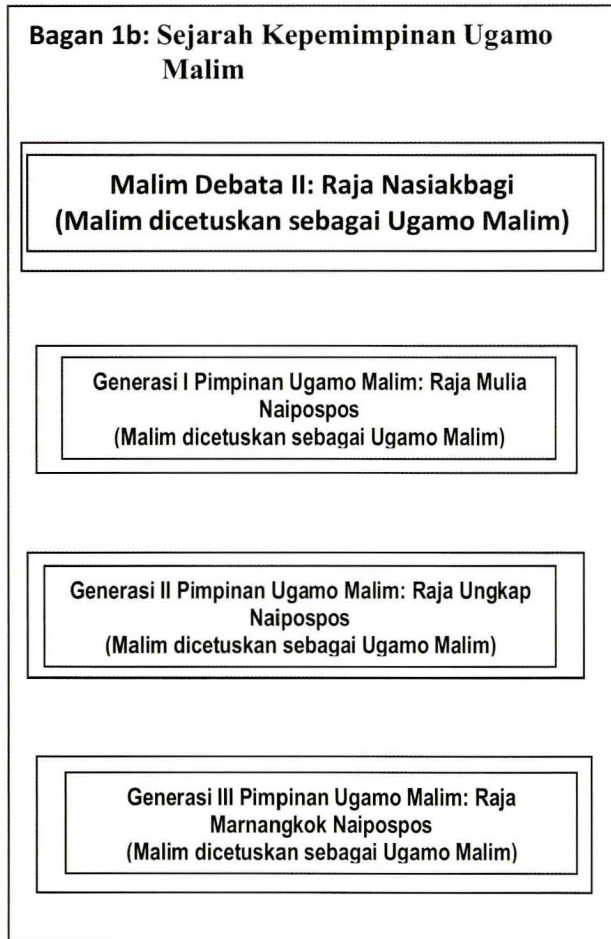 Bagan 1b: Sejarah Kepemimpinan Ugamo
Malim
Malim Debata II: Raja Nasiakbagi
(Malim dicetuskan sebagai Ugamo Malim)
Generasi I Pimpinan Ugamo Malim: Raja Mulia
Naipospos
(Malim dicetuskan sebagai Ugamo Malim)
Generasi II Pimpinan Ugamo Malim: Raja Ungkap
Naipospos
(Malim dicetuskan sebagai Ugamo Malim)
Generasi III Pimpinan Ugamo Malim: Raja
Marnangkok Naipospos
(Malim dicetuskan sebagai Ugamo Malim)